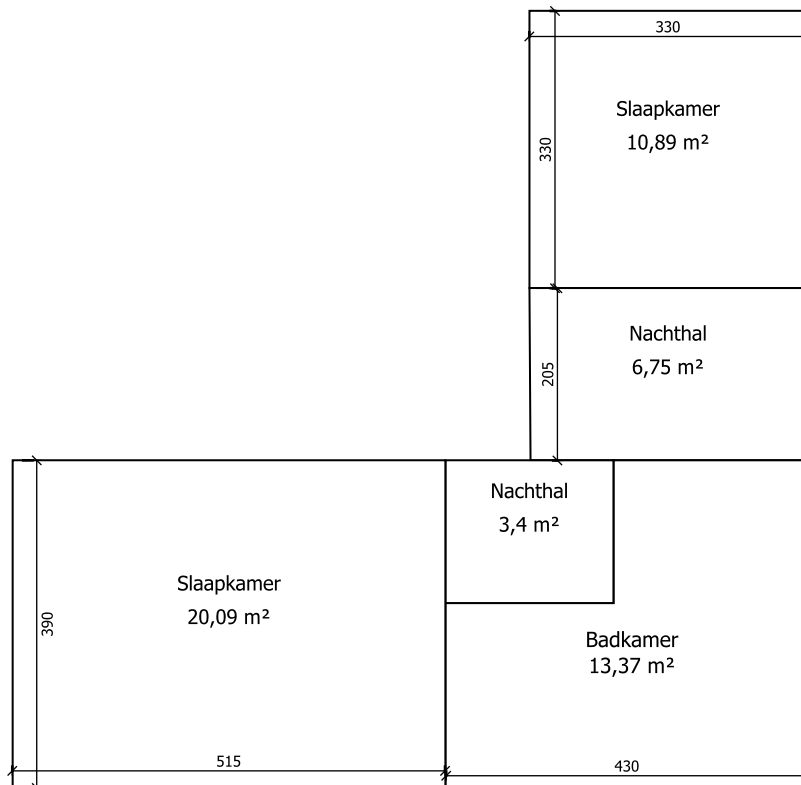 330
Slaapkamer
10,89 m²
330
Nachthal
6,75 m²
205
Nachthal
3,4 m²
Slaapkamer
20,09 m²
390
Badkamer
13,37 m²
515
430